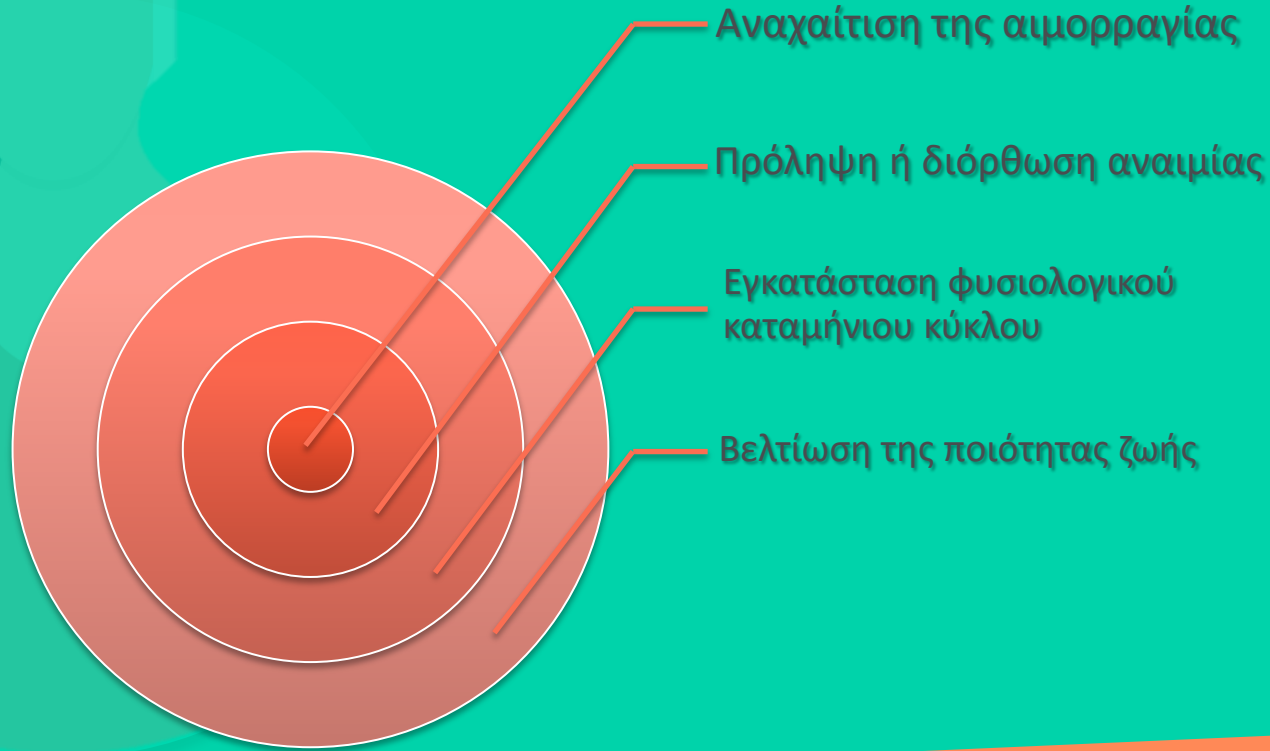 Αναχαίτιση της αιμορραγίας
Πρόληψη ή διόρθωση αναιμίας
Εγκατάσταση φυσιολογικού
καταμήνιου κύκλου
Βελτίωση της ποιότητας ζωής